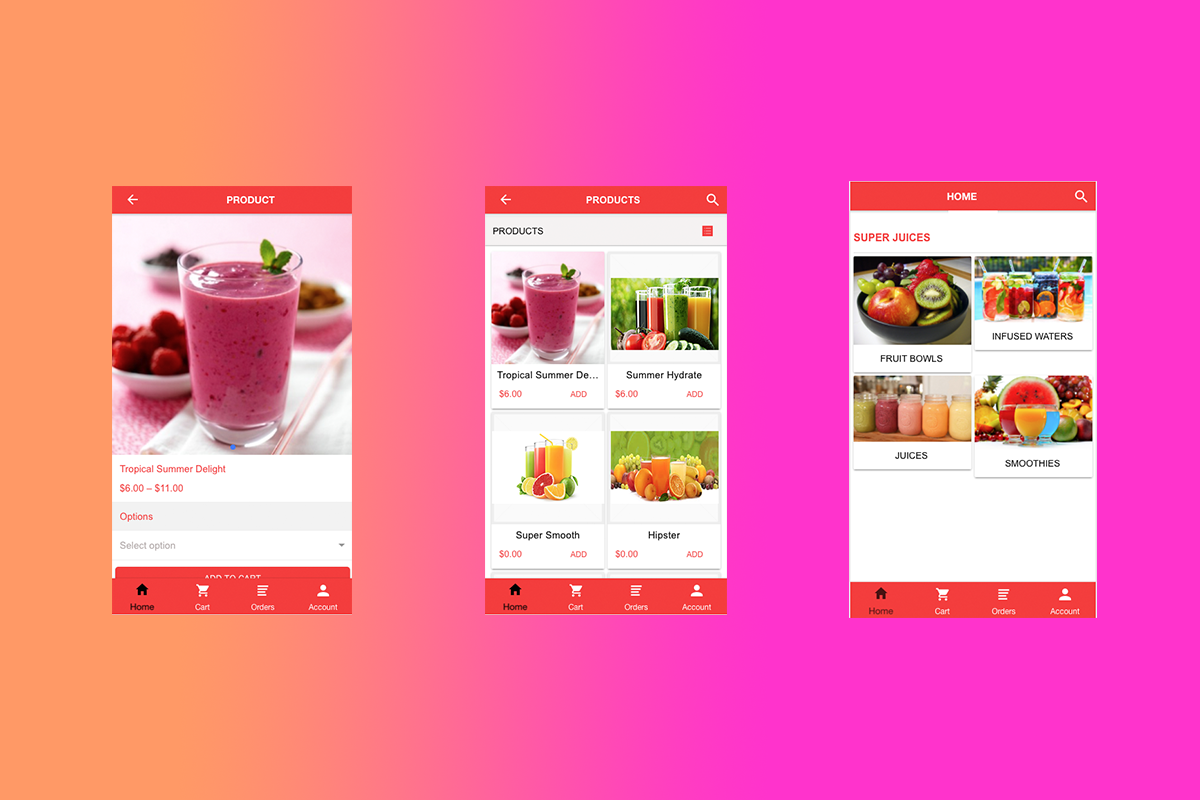 PRODUCT
Tropical Summer Delight
$6.00 – $11.00
Options
Select option
ADD TO CART
Home Cart Orders Account
PRODUCTS
PRODUCTS
Tropical Summer De... Summer Hydrate
$6.00 ADD $6.00 ADD
Super Smooth Hipster
$0.00 ADD $0.00 ADD
Home Cart Orders Account
HOME
SUPER JUICES
FRUIT BOWLS
INFUSED WATERS
JUICES
SMOOTHIES
Home Cart Orders Account